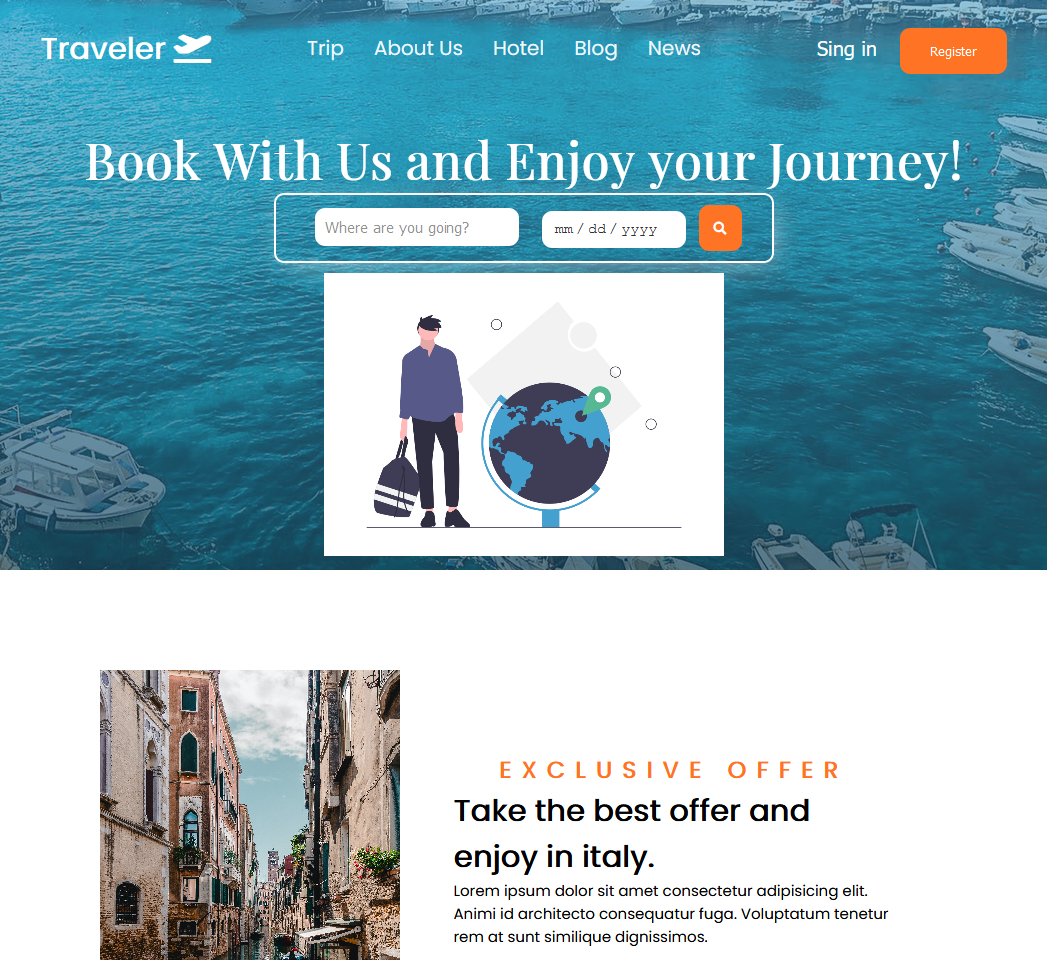 Traveler
Trip About Us Hotel Blog News
Sing in
Register
Book With Us and Enjoy your Journey!
Where are you going?
mm / dd / yyyy
EXCLUSIVE OFFER
Take the best offer and
enjoy in italy.
Lorem ipsum dolor sit amet consectetur adipisicing elit.
Animi id architecto consequatur fuga. Voluptatum tenetur
rem at sunt similique dignissimos.